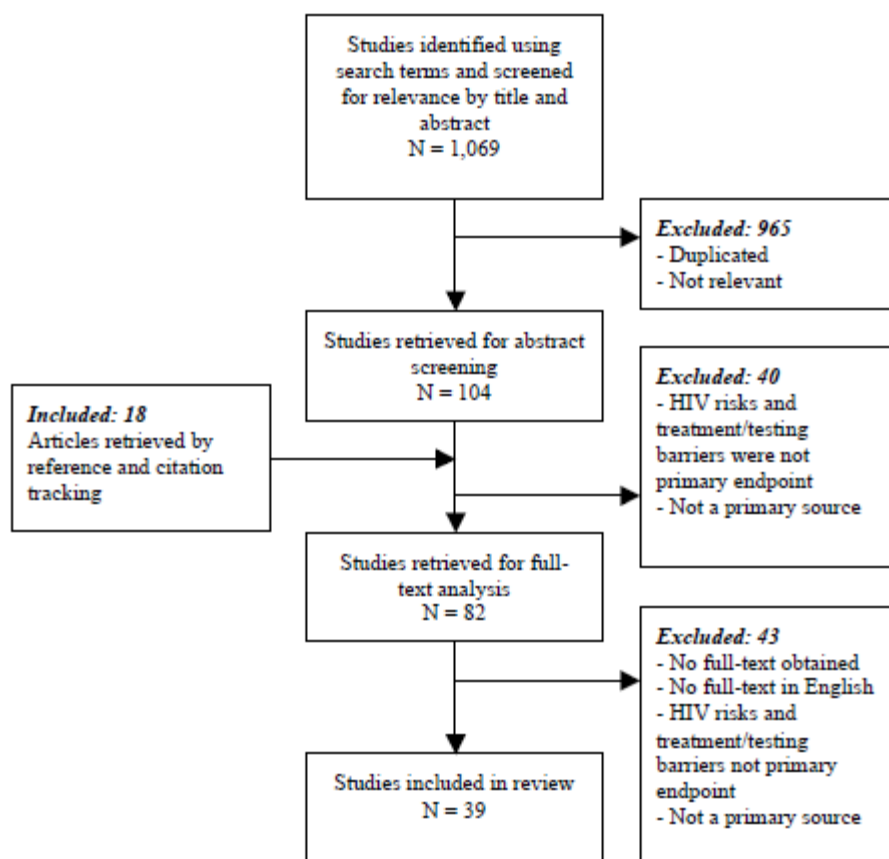 Studies identified using
search terms and screened
for relevance by title and
abstract
N = 1,069
Excluded: 965
- Duplicated
- Not relevant
Studies retrieved for abstract
screening
N = 104
Excluded: 40
- HIV risks and
treatment/testing
barriers were not
primary endpoint
- Not a primary source
Included: 18
Articles retrieved by
reference and citation
tracking
Studies retrieved for full-
text analysis
N = 82
Excluded: 43
- No full-text obtained
- No full-text in English
- HIV risks and
treatment/testing
barriers not primary
endpoint
- Not a primary source
Studies included in review
N = 39